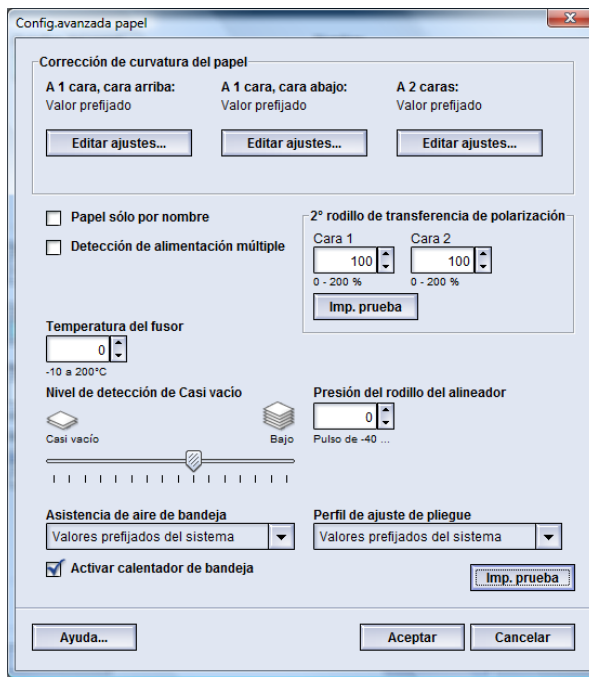 Config.avanzada papel
Corrección de curvatura del papel
A 1 cara, cara arriba: A 1 cara, cara abajo: A 2 caras:
Valor prefijado Valor prefijado Valor prefijado
Editar ajustes... Editar ajustes... Editar ajustes...
Papel sólo por nombre
Detección de alimentación múltiple
2º rodillo de transferencia de polarización
Cara 1 Cara 2
100 100
0 - 200 % 0 - 200 %
Imp. prueba
Temperatura del fusor
0
-10 a 200°C
Nivel de detección de Casi vacío
Casi vacío Bajo
Presión del rodillo del alineador
0
Pulso de -40 ...
Asistencia de aire de bandeja
Valores prefijados del sistema
Perfil de ajuste de pliegue
Valores prefijados del sistema
Activar calentador de bandeja
Imp. prueba
Ayuda... Aceptar Cancelar